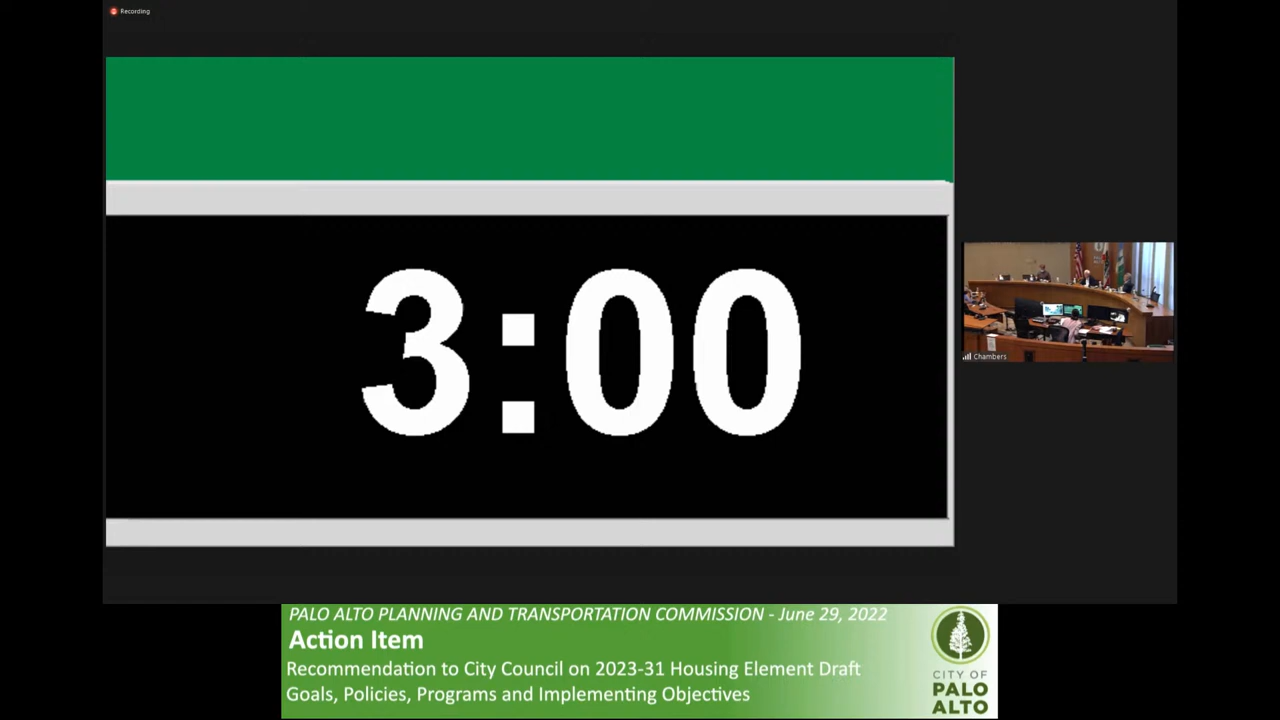 Recording
3:00
Chambers
PALO ALTO PLANNING AND TRANSPORTATION COMMISSION - June 29, 2022
Action Item
Recommendation to City Council on 2023-31 Housing Element Draft
Goals, Policies, Programs and Implementing Objectives
CITY OF
PALO
ALTO